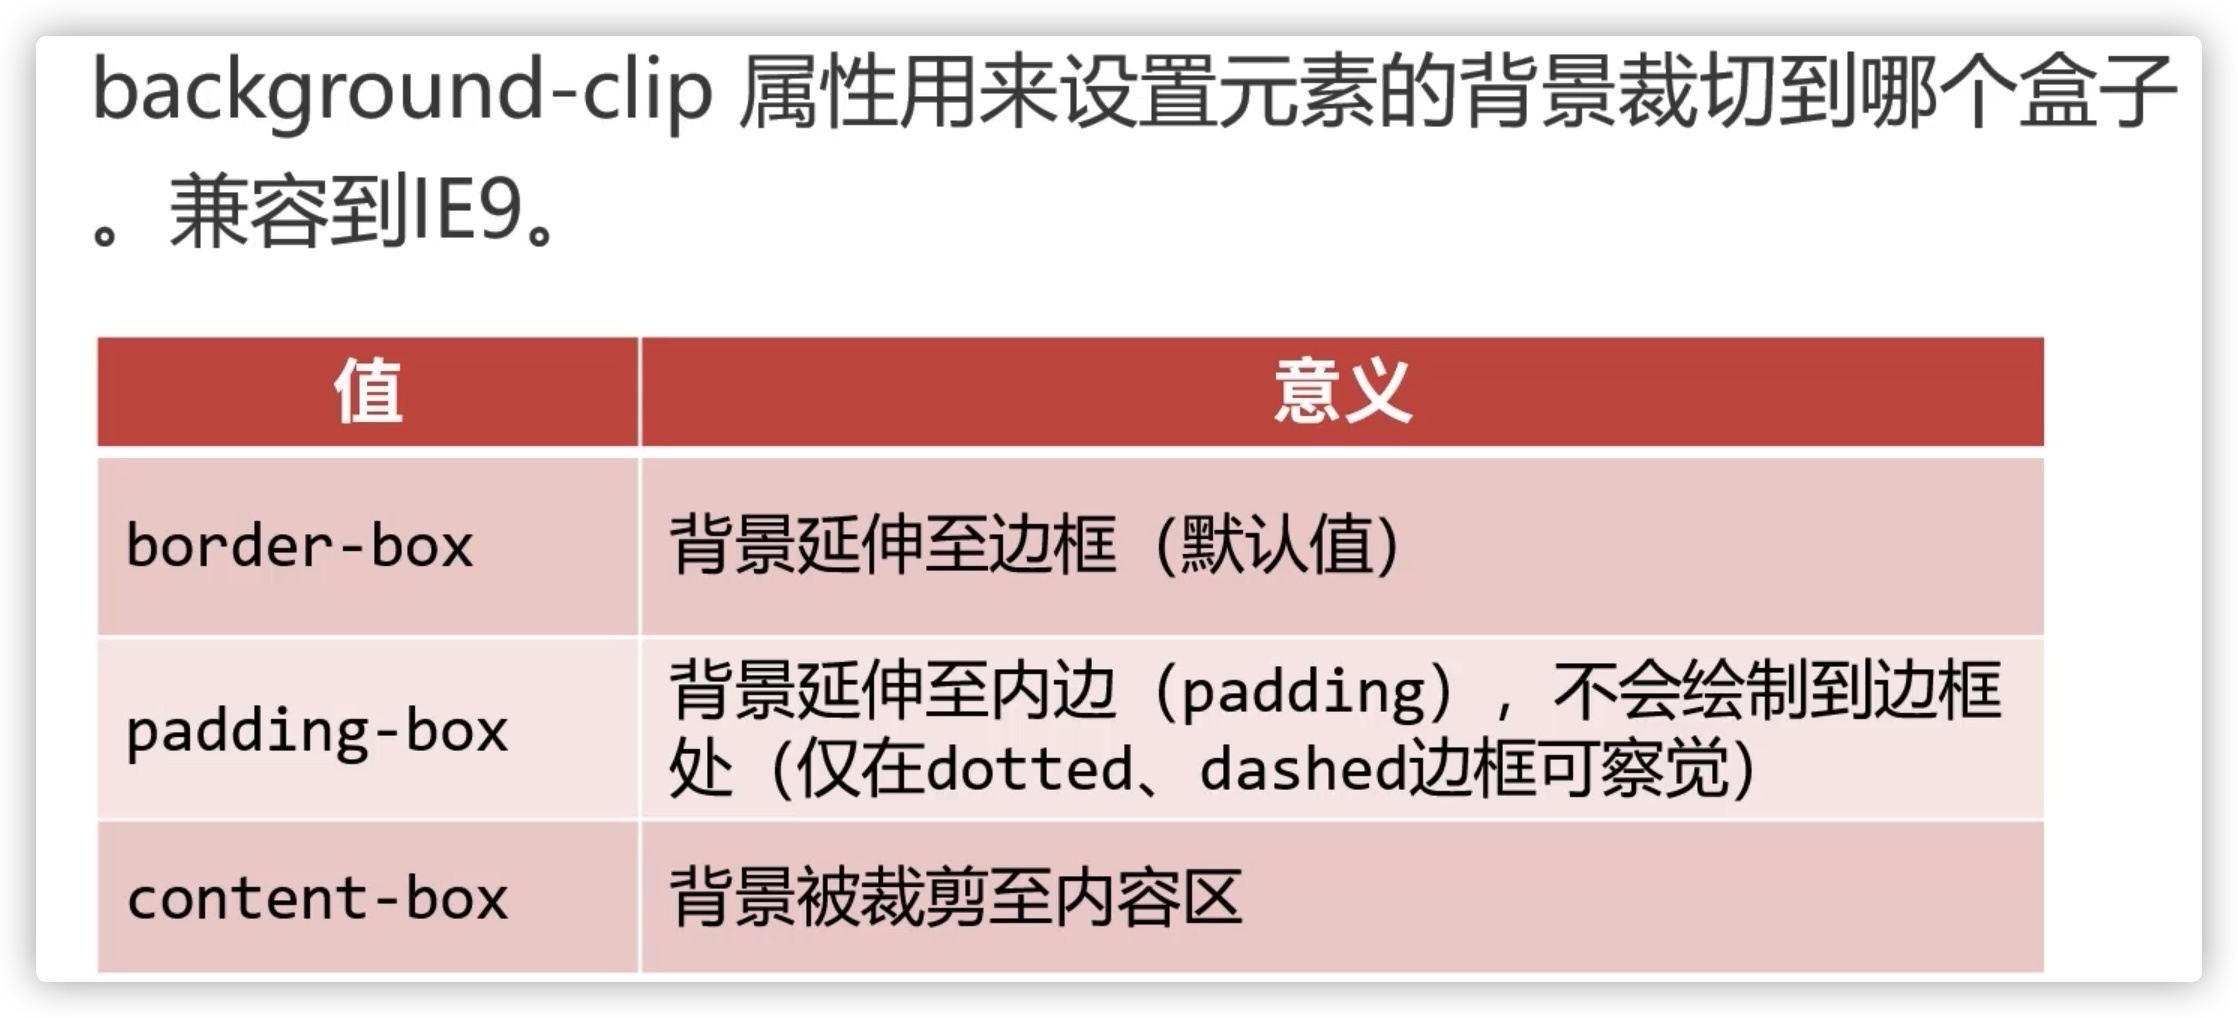 background-clip 属性用来设置元素的背景裁切到哪个盒子
。兼容到IE9。
值 意义
border-box 背景延伸至边框（默认值）
padding-box 背景延伸至内边（padding），不会绘制到边框
处（仅在dotted、dashed边框可察觉）
content-box 背景被裁剪至内容区